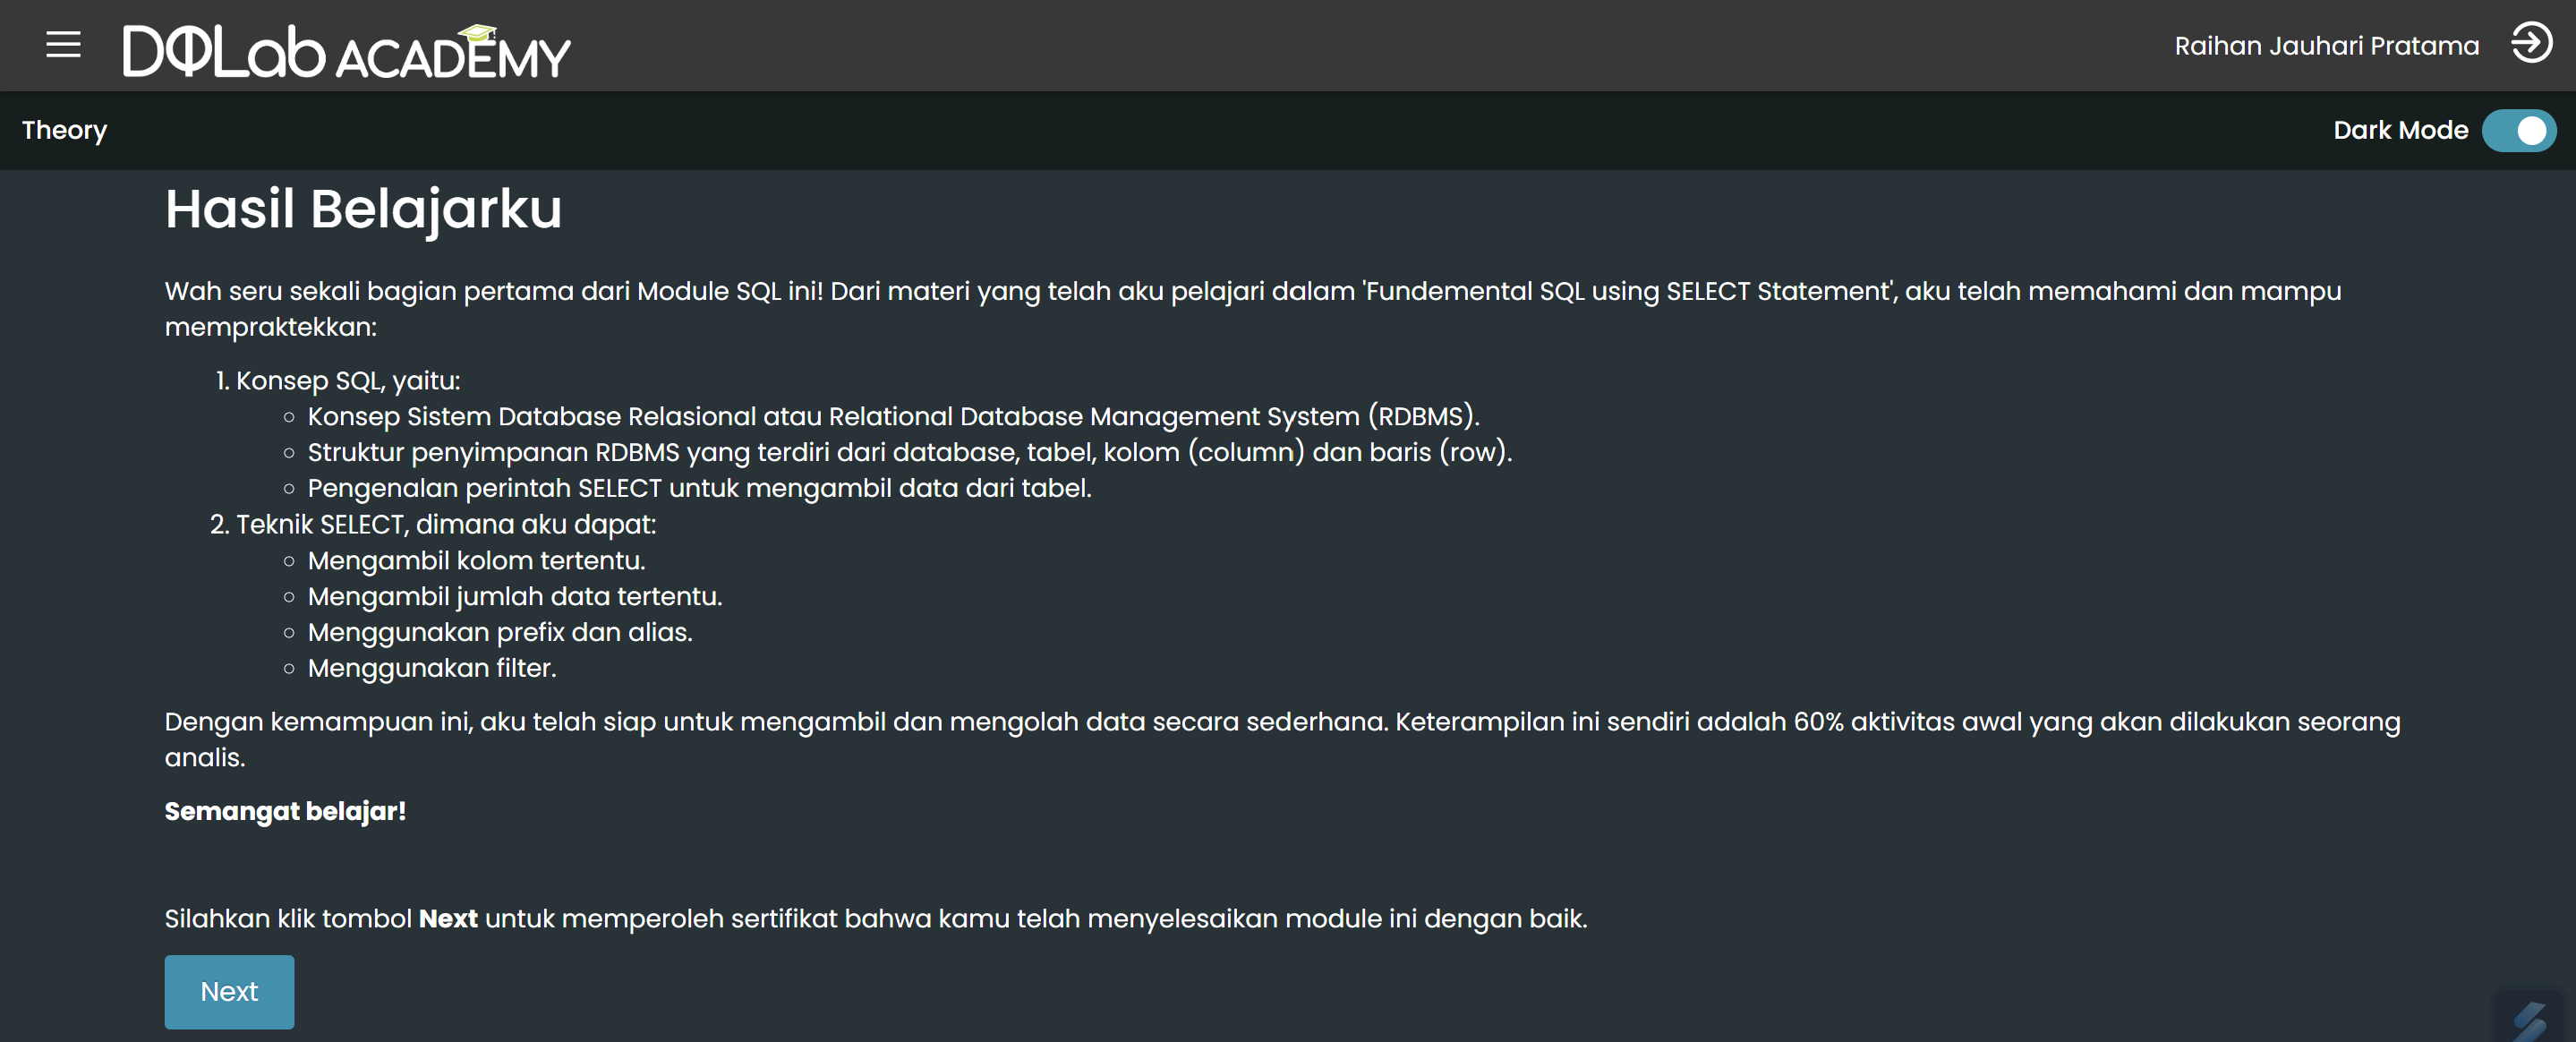 DQLab ACADEMY
Raihan Jauhari Pratama
Theory
Dark Mode
Hasil Belajarku
Wah seru sekali bagian pertama dari Module SQL ini! Dari materi yang telah aku pelajari dalam 'Fundemental SQL using SELECT Statement', aku telah memahami dan mampu
mempraktekkan:
1. Konsep SQL, yaitu:
Konsep Sistem Database Relasional atau Relational Database Management System (RDBMS).
Struktur penyimpanan RDBMS yang terdiri dari database, tabel, kolom (column) dan baris (row).
Pengenalan perintah SELECT untuk mengambil data dari tabel.
2. Teknik SELECT, dimana aku dapat:
Mengambil kolom tertentu.
Mengambil jumlah data tertentu.
Menggunakan prefix dan alias.
Menggunakan filter.
Dengan kemampuan ini, aku telah siap untuk mengambil dan mengolah data secara sederhana. Keterampilan ini sendiri adalah 60% aktivitas awal yang akan dilakukan seorang
analis.
Semangat belajar!
Silahkan klik tombol Next untuk memperoleh sertifikat bahwa kamu telah menyelesaikan module ini dengan baik.
Next